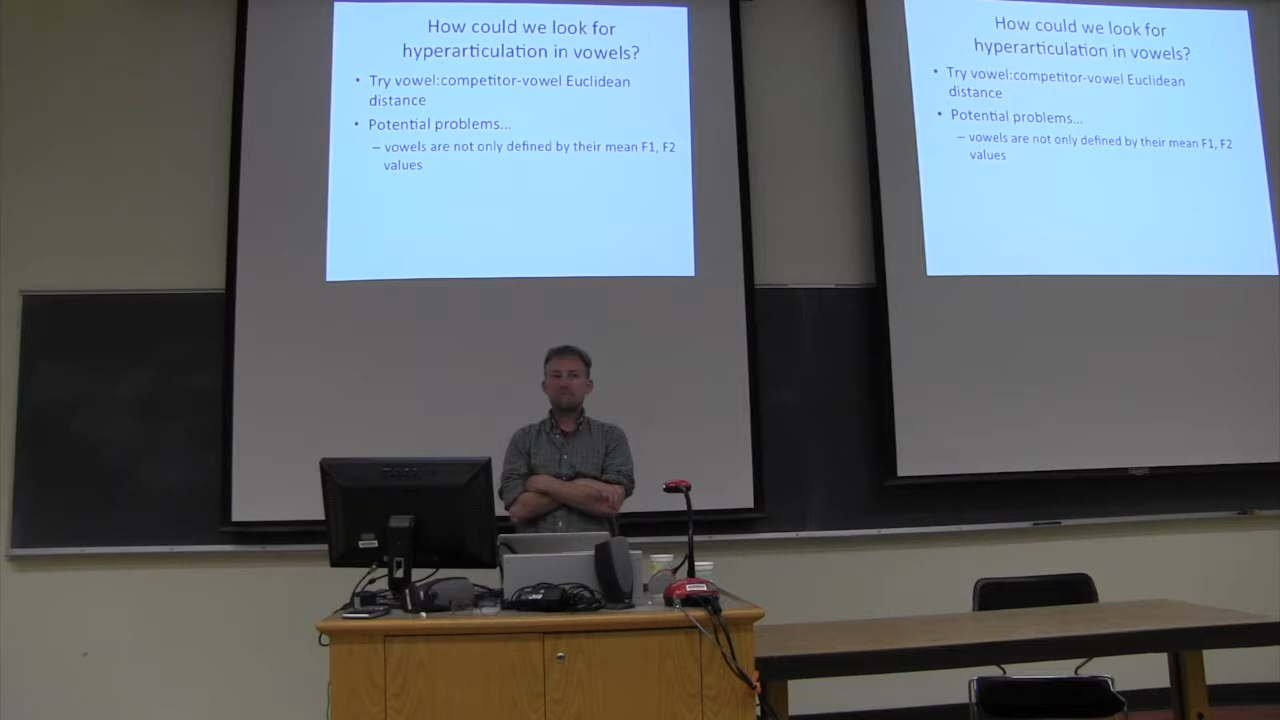 How could we look for
hyperarticulation in vowels?
• Try vowel:competitor-vowel Euclidean
distance
• Potential problems...
– vowels are not only defined by their mean F1, F2
values
How could we look for
hyperarticulation in vowels?
• Try vowel:competitor-vowel Euclidean
distance
• Potential problems...
– vowels are not only defined by their mean F1, F2
values